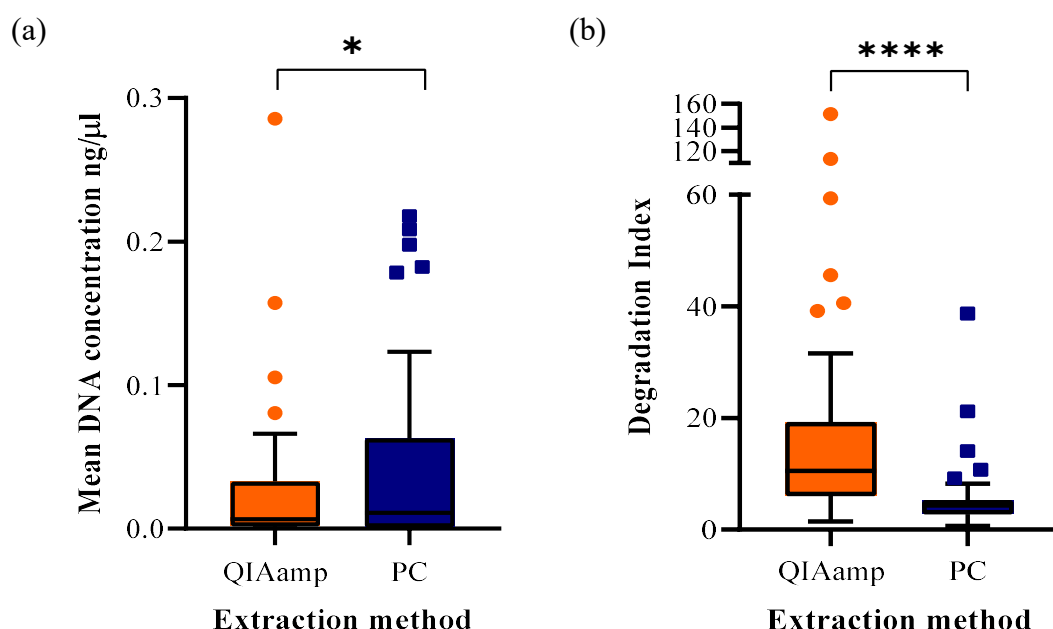 (a)
*
Mean DNA concentration ng/µl
0.3
0.2
0.1
0.0
QIAamp PC
Extraction method
(b)
****
Degradation Index
160
140
120
60
40
20
0
QIAamp PC
Extraction method